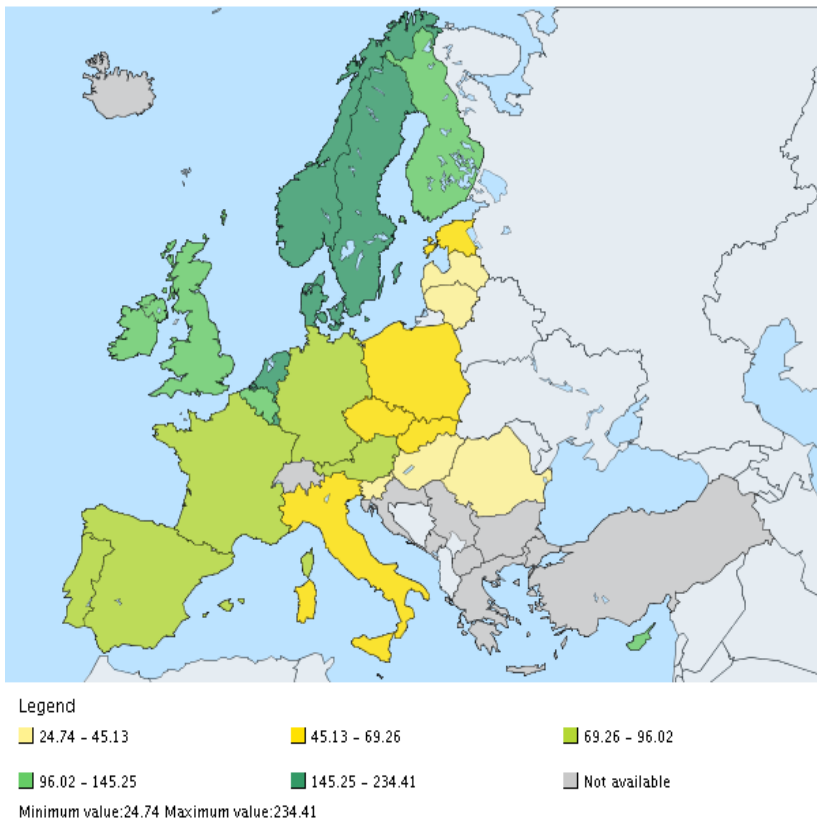 Legend
24.74 - 45.13
45.13 - 69.26
69.26 - 96.02
96.02 - 145.25
145.25 - 234.41
Not available
Minimum value:24.74 Maximum value:234.41